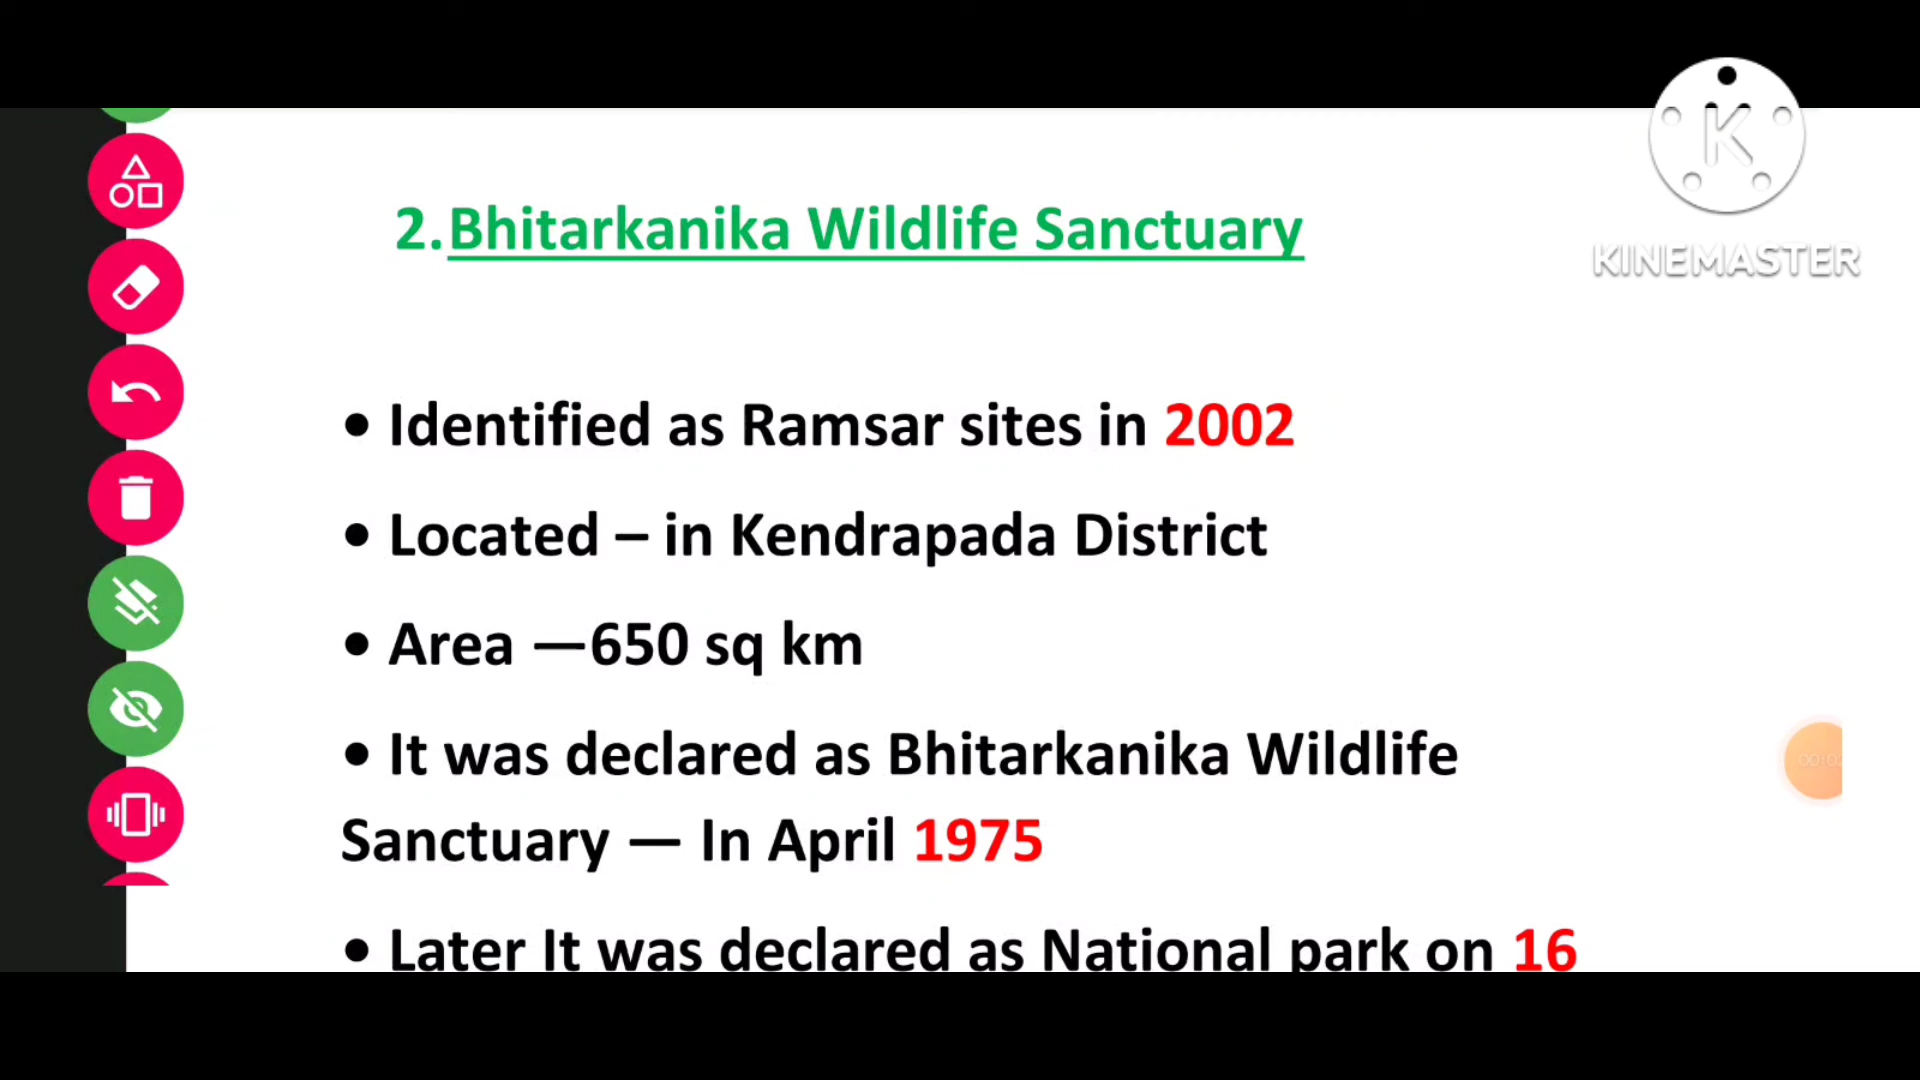 KINEMASTER
2.Bhitarkanika Wildlife Sanctuary
• Identified as Ramsar sites in 2002
• Located – in Kendrapada District
• Area —650 sq km
• It was declared as Bhitarkanika Wildlife
Sanctuary — In April 1975
• Later It was declared as National park on 16